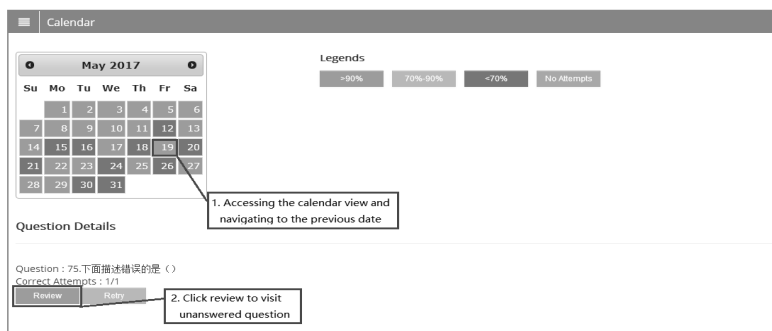 Calendar
May 2017
Su Mo Tu We Th Fr Sa
1 2 3 4 5 6
7 8 9 10 11 12 13
14 15 16 17 18 19 20
21 22 23 24 25 26 27
28 29 30 31
Legends
>90% 70%-90% <70% No Attempts
1. Accessing the calendar view and
navigating to the previous date
Question Details
Question : 75.下面描述错误的是（）
Correct Attempts : 1/1
Review Retry
2. Click review to visit
unanswered question